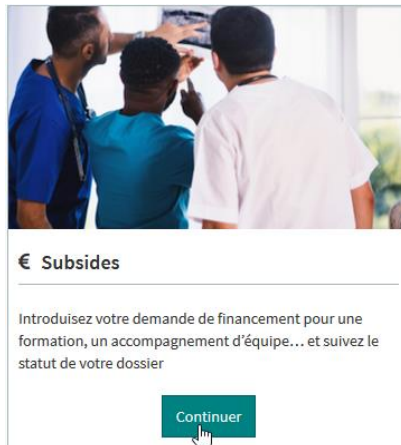 € Subsides
Introduisez votre demande de financement pour une
formation, un accompagnement d'équipe… et suivez le
statut de votre dossier
Continuer